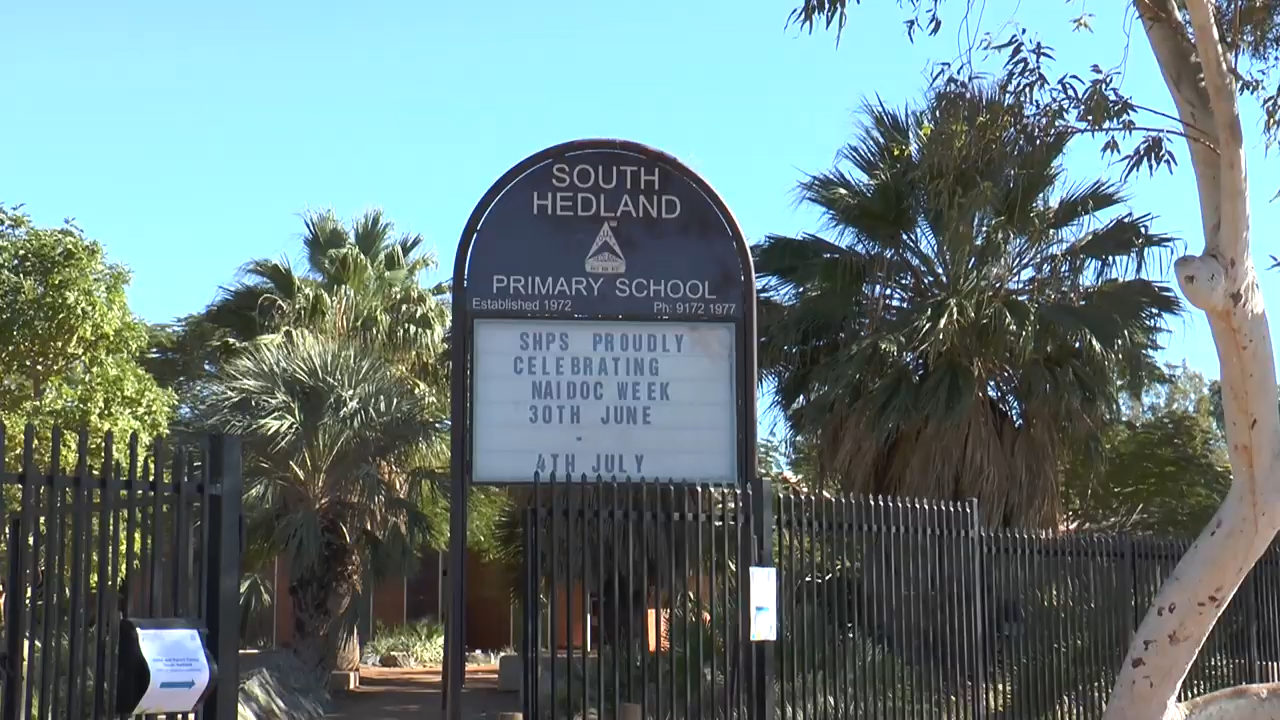 SOUTH
HEDLAND
PRIMARY SCHOOL
Established 1972 Ph: 9172 1977
SHPS PROUDLY
CELEBRATING
NAIDOC WEEK
30TH JUNE
-
4TH JULY